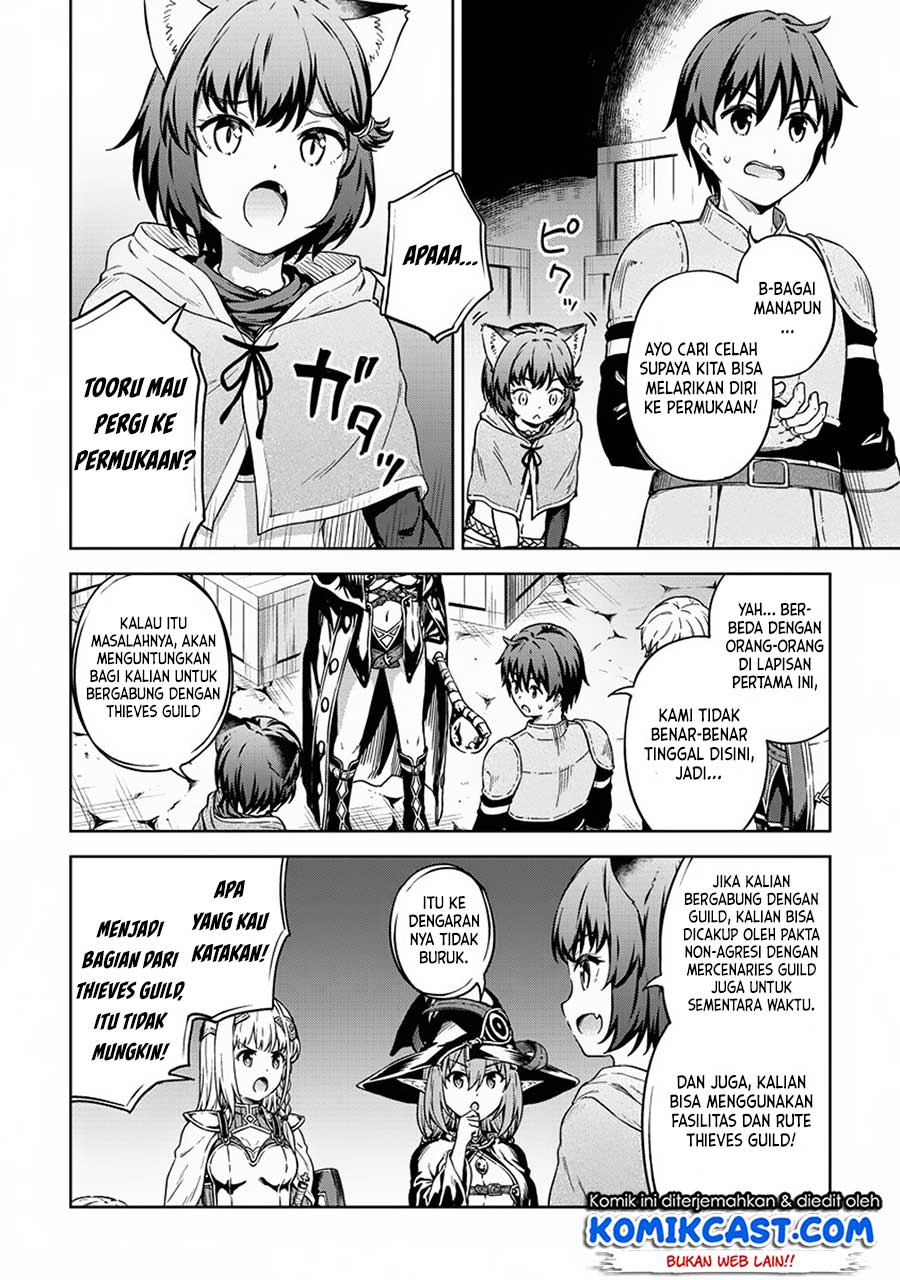 B-BAGAI
MANAPUN
...
AYO CARI CELAH
SUPAYA KITA BISA
MELARIKAN DIRI
KE PERMUKAAN!
ピクッ
APAAA...
ガタッ
TOORU MAU
PERGI KE
PERMUKAAN?
YAH... BER-
BEDA DENGAN
ORANG-ORANG
DI LAPISAN
PERTAMA INI,
KAMI TIDAK
BENAR-BENAR
TINGGAL DISINI,
JADI...
KALAU ITU
MASALAHNYA, AKAN
MENGUNTUNGKAN
BAGI KALIAN UNTUK
BERGABUNG DENGAN
THIEVES GUILD
JIKA KALIAN
BERGABUNG DENGAN
GUILD, KALIAN BISA
DICAKUP OLEH PAKTA
NON-AGRESI DENGAN
MERCENARIES GUILD
JUGA UNTUK
SEMENTARA WAKTU.
DAN JUGA, KALIAN
BISA MENGGUNAKAN
FASILITAS DAN RUTE
THIEVES GUILD!
ITU KE
DENGARAN
NYA TIDAK
BURUK.
APA
YANG KAU
KATAKAN!
MENJADI
BAGIAN DARI
THIEVES GUILD,
ITU TIDAK
MUNGKIN!
Komik ini diterjemahkan & diedit oleh
KOMIKCAST.COM
BUKAN WEB LAIN!!